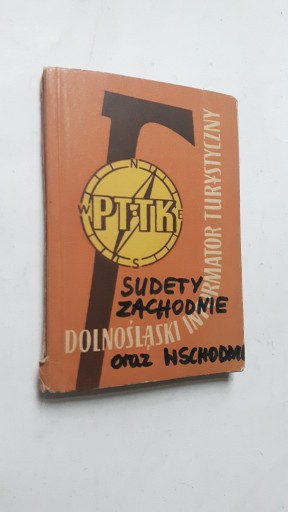 N
W E
PTTK
S
SUDETY
ZACHODNIE
DOLNOŚLĄSKI INFORMATOR TURYSTYCZNY
oraz WSCHODNIE